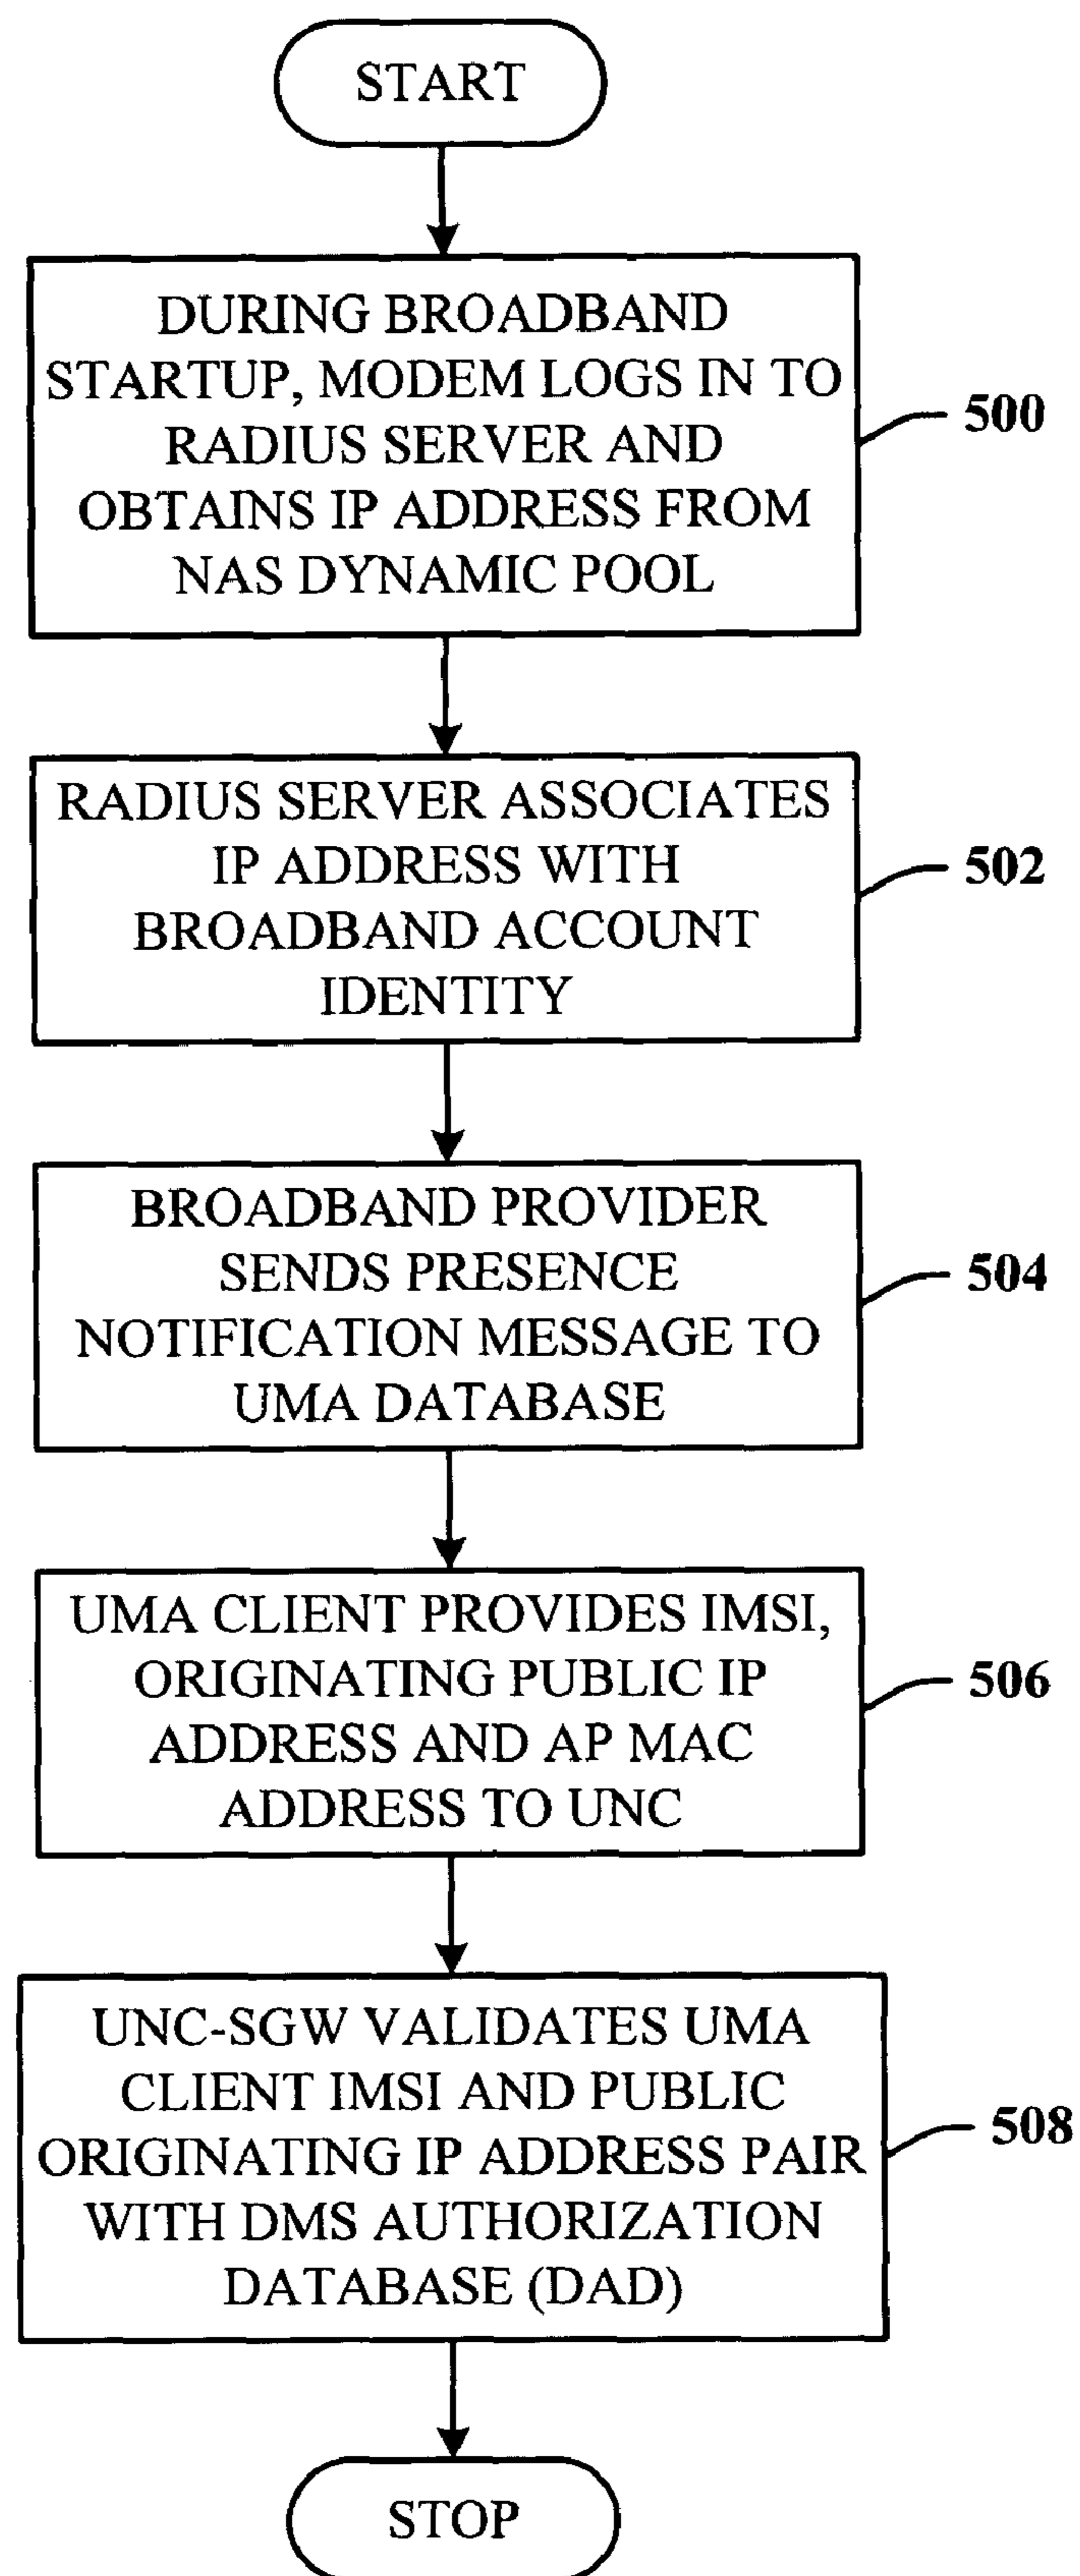 START
DURING BROADBAND
STARTUP, MODEM LOGS IN TO
RADIUS SERVER AND
OBTAINS IP ADDRESS FROM
NAS DYNAMIC POOL
500
RADIUS SERVER ASSOCIATES
IP ADDRESS WITH
BROADBAND ACCOUNT
IDENTITY
502
BROADBAND PROVIDER
SENDS PRESENCE
NOTIFICATION MESSAGE TO
UMA DATABASE
504
UMA CLIENT PROVIDES IMSI,
ORIGINATING PUBLIC IP
ADDRESS AND AP MAC
ADDRESS TO UNC
506
UNC-SGW VALIDATES UMA
CLIENT IMSI AND PUBLIC
ORIGINATING IP ADDRESS PAIR
WITH DMS AUTHORIZATION
DATABASE (DAD)
508
STOP